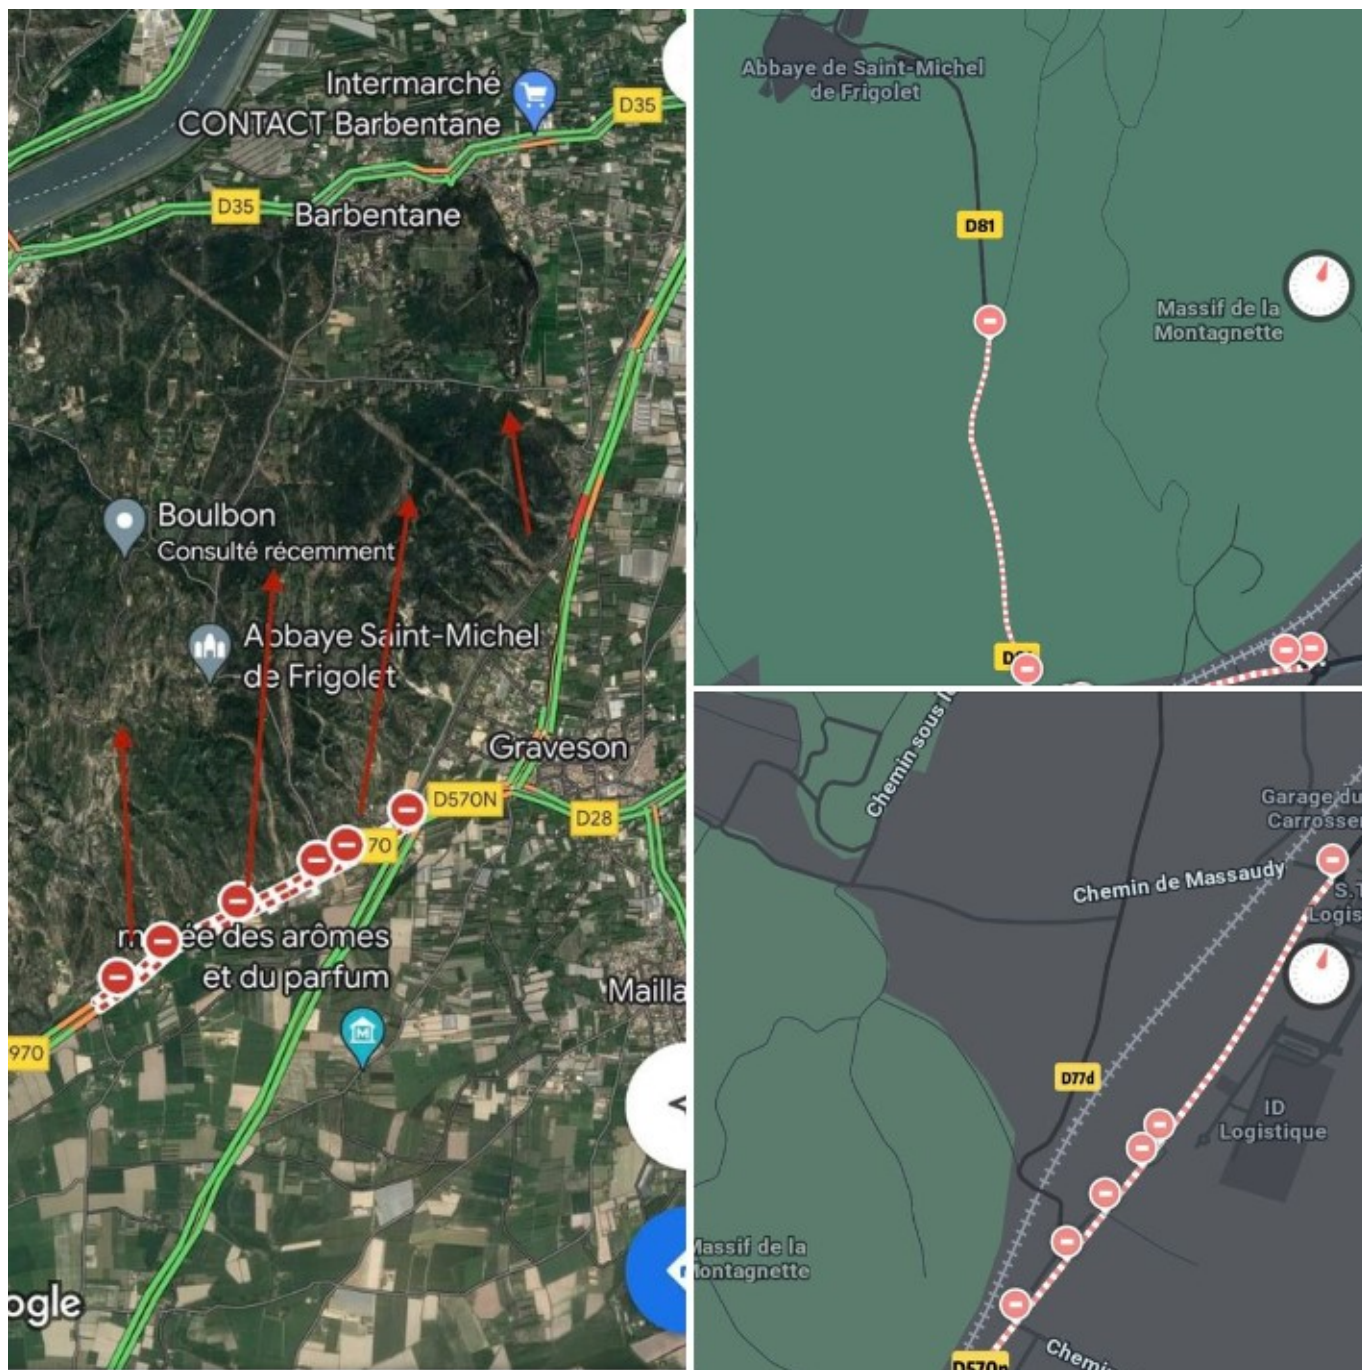 Intermarché
CONTACT Barbentane
D35
D35
Barbentane
Boulbon
Consulté récemment
Abbaye Saint-Michel
de Frigolet
Graveson
D570N
70
D28
ée des arômes
et du parfum
Mailla
970
ogle
Abbaye de Saint-Michel
de Frigolet
D81
Massif de la
Montagnette
Chemin sous
Garage du
Carrosser
Chemin de Massaudy
S.T
Logis
D77d
ID
Logistique
Massif de la
Montagnette
D570n
Chemin